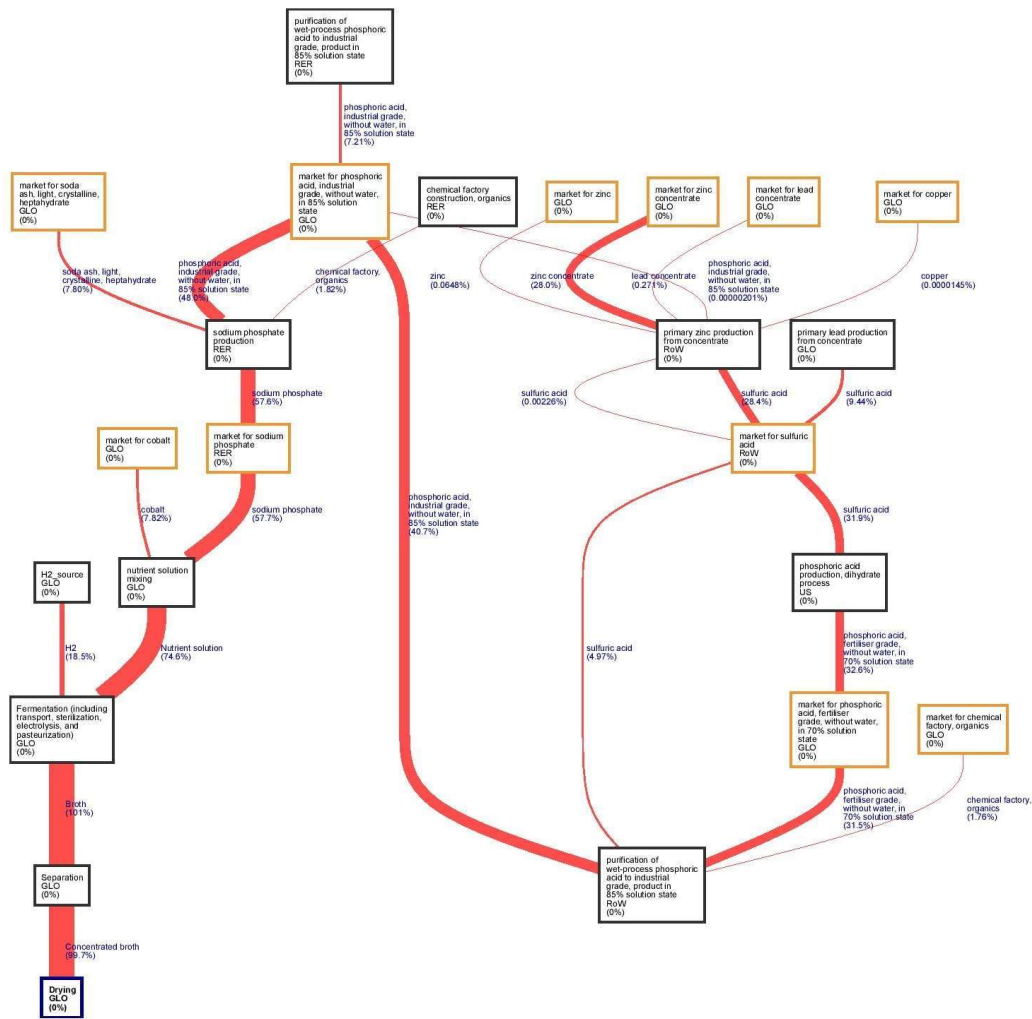 purification of
wet-process phosphoric
acid to industrial
grade, product in
85% solution state
RER
(0%)
phosphoric acid,
industrial grade,
without water, in
85% solution state
(7.21%)
market for soda
ash, light, crystalline,
heptahydrate
GLO
(0%)
market for phosphoric
acid, industrial
grade, without water,
in 85% solution
state
GLO
(0%)
chemical factory
construction, organics
RER
(0%)
market for zinc
GLO
(0%)
market for zinc
concentrate
GLO
(0%)
market for lead
concentrate
GLO
(0%)
market for copper
GLO
(0%)
soda ash, light,
crystalline, heptahydrate
(7.80%)
phosphoric acid,
industrial grade,
without water, in
85% solution state
(48.0%)
chemical factory,
organics
(1.82%)
zinc
(0.0648%)
zinc concentrate
(28.0%)
lead concentrate
(0.271%)
phosphoric acid,
industrial grade,
without water, in
85% solution state
(0.00000201%)
copper
(0.0000145%)
sodium phosphate
production
RER
(0%)
primary zinc production
from concentrate
RoW
(0%)
primary lead production
from concentrate
GLO
(0%)
sodium phosphate
(57.6%)
sulfuric acid
(0.00226%)
sulfuric acid
(28.4%)
sulfuric acid
(9.44%)
market for cobalt
GLO
(0%)
market for sodium
phosphate
RER
(0%)
market for sulfuric
acid
RoW
(0%)
cobalt
(7.82%)
sodium phosphate
(57.7%)
phosphoric acid,
industrial grade,
without water, in
85% solution state
(40.7%)
sulfuric acid
(31.9%)
H2_source
GLO
(0%)
nutrient solution
mixing
GLO
(0%)
phosphoric acid
production, dihydrate
process
US
(0%)
H2
(18.5%)
Nutrient solution
(74.6%)
sulfuric acid
(4.97%)
phosphoric acid,
fertiliser grade,
without water, in
70% solution state
(32.6%)
Fermentation (including
transport, sterilization,
electrolysis, and
pasteurization)
GLO
(0%)
market for phosphoric
acid, fertiliser
grade, without water,
in 70% solution
state
GLO
(0%)
market for chemical
factory, organics
GLO
(0%)
Broth
(101%)
phosphoric acid,
fertiliser grade,
without water, in
70% solution state
(31.5%)
chemical factory,
organics
(1.76%)
Separation
GLO
(0%)
purification of
wet-process phosphoric
acid to industrial
grade, product in
85% solution state
RoW
(0%)
Concentrated broth
(99.7%)
Drying
GLO
(0%)